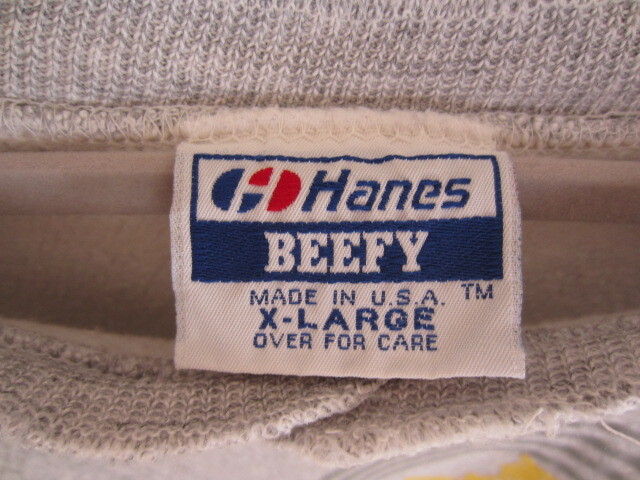 Hanes
BEEFY
MADE IN U.S.A. TM
X-LARGE
OVER FOR CARE